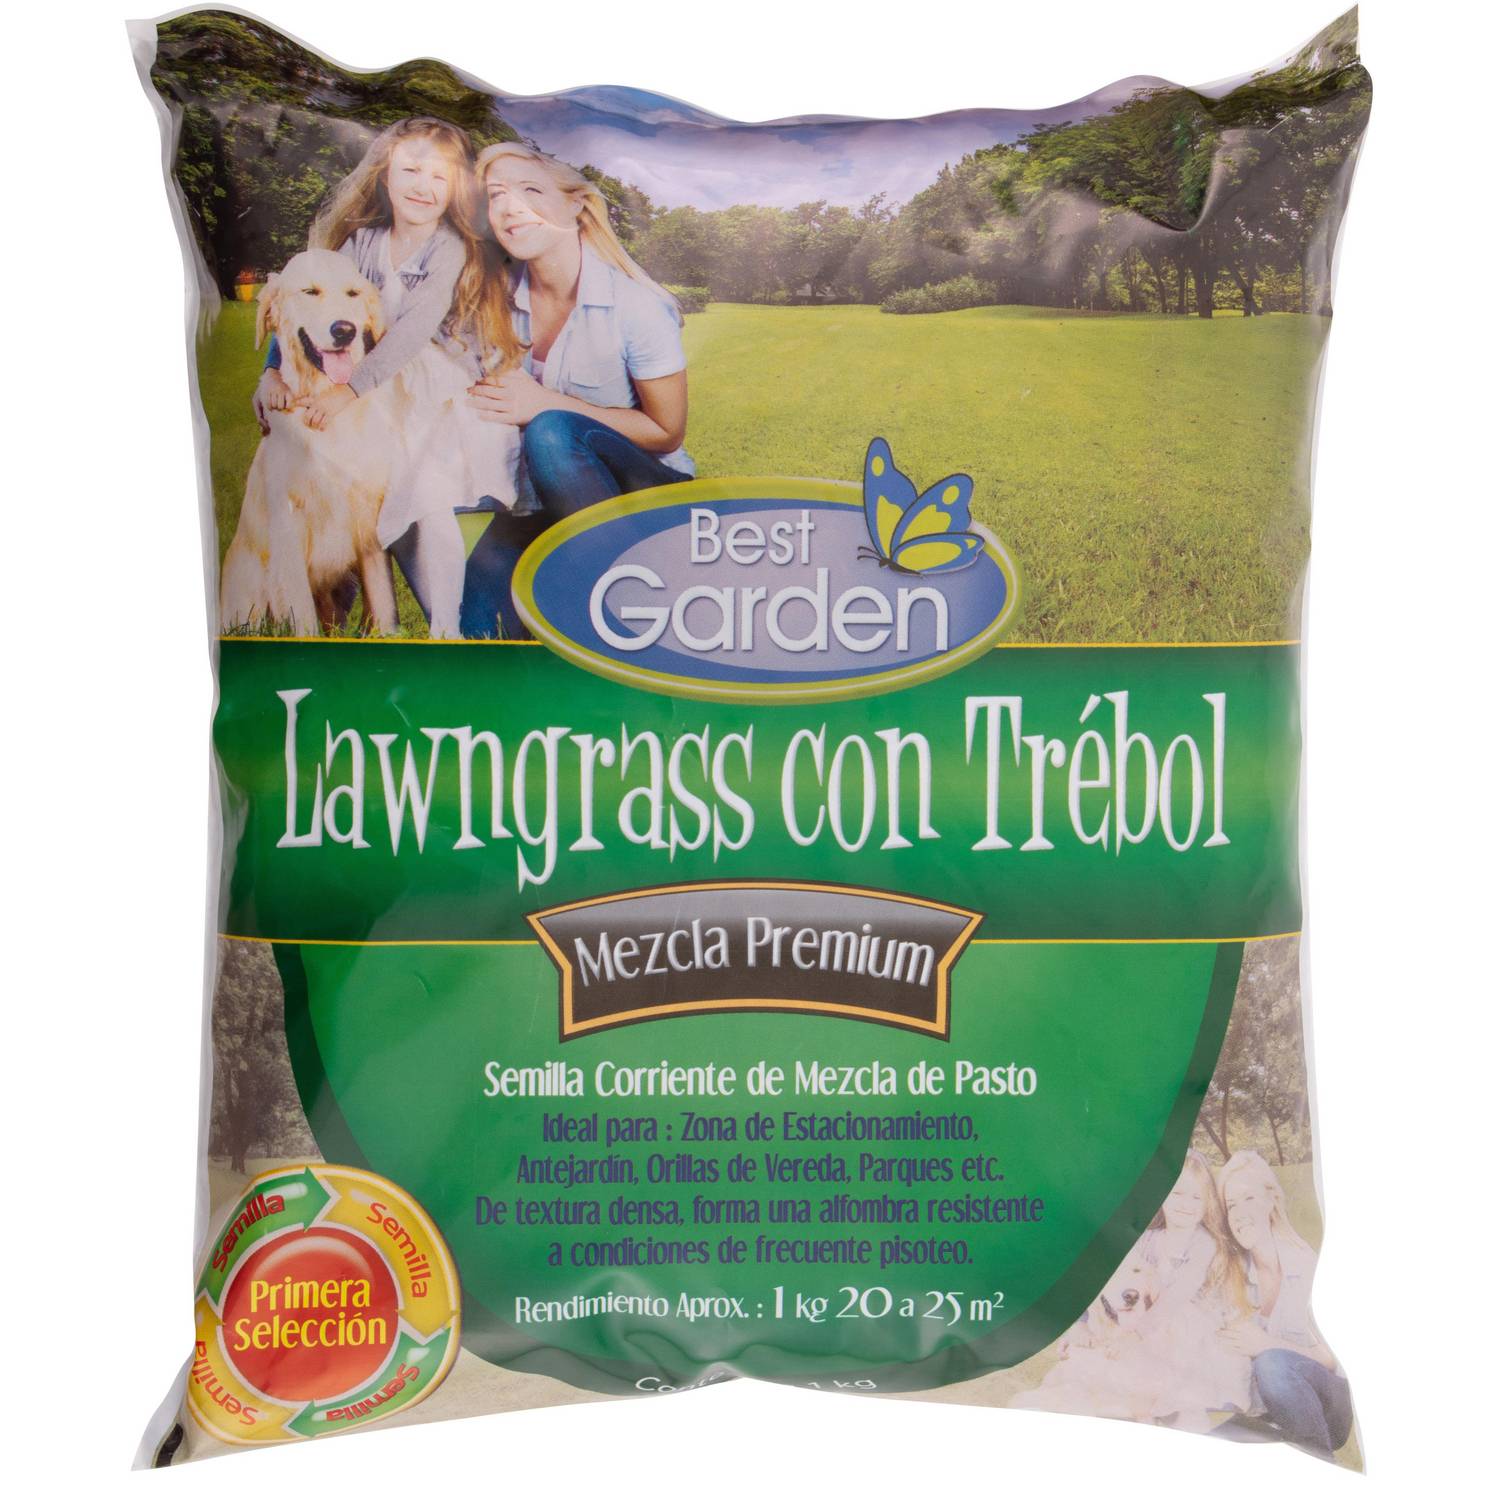 Best
Garden
Lawngrass con Trébol
Mezcla Premium
Semilla Corriente de Mezcla de Pasto
Ideal para : Zona de Estacionamiento,
Antejardín, Orillas de Vereda, Parques etc.
De textura densa, forma una alfombra resistente
a condiciones de frecuente pisoteo.
Rendimiento Aprox. : 1 kg 20 a 25 m²
1 kg
Semilla
Semilla
Semilla
Semilla
Primera
Selección